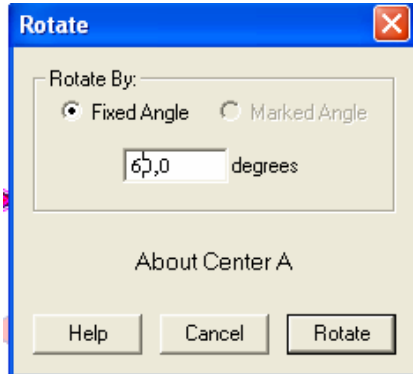 Rotate
Rotate By:
Fixed Angle Marked Angle
60,0 degrees
About Center A
Help Cancel Rotate